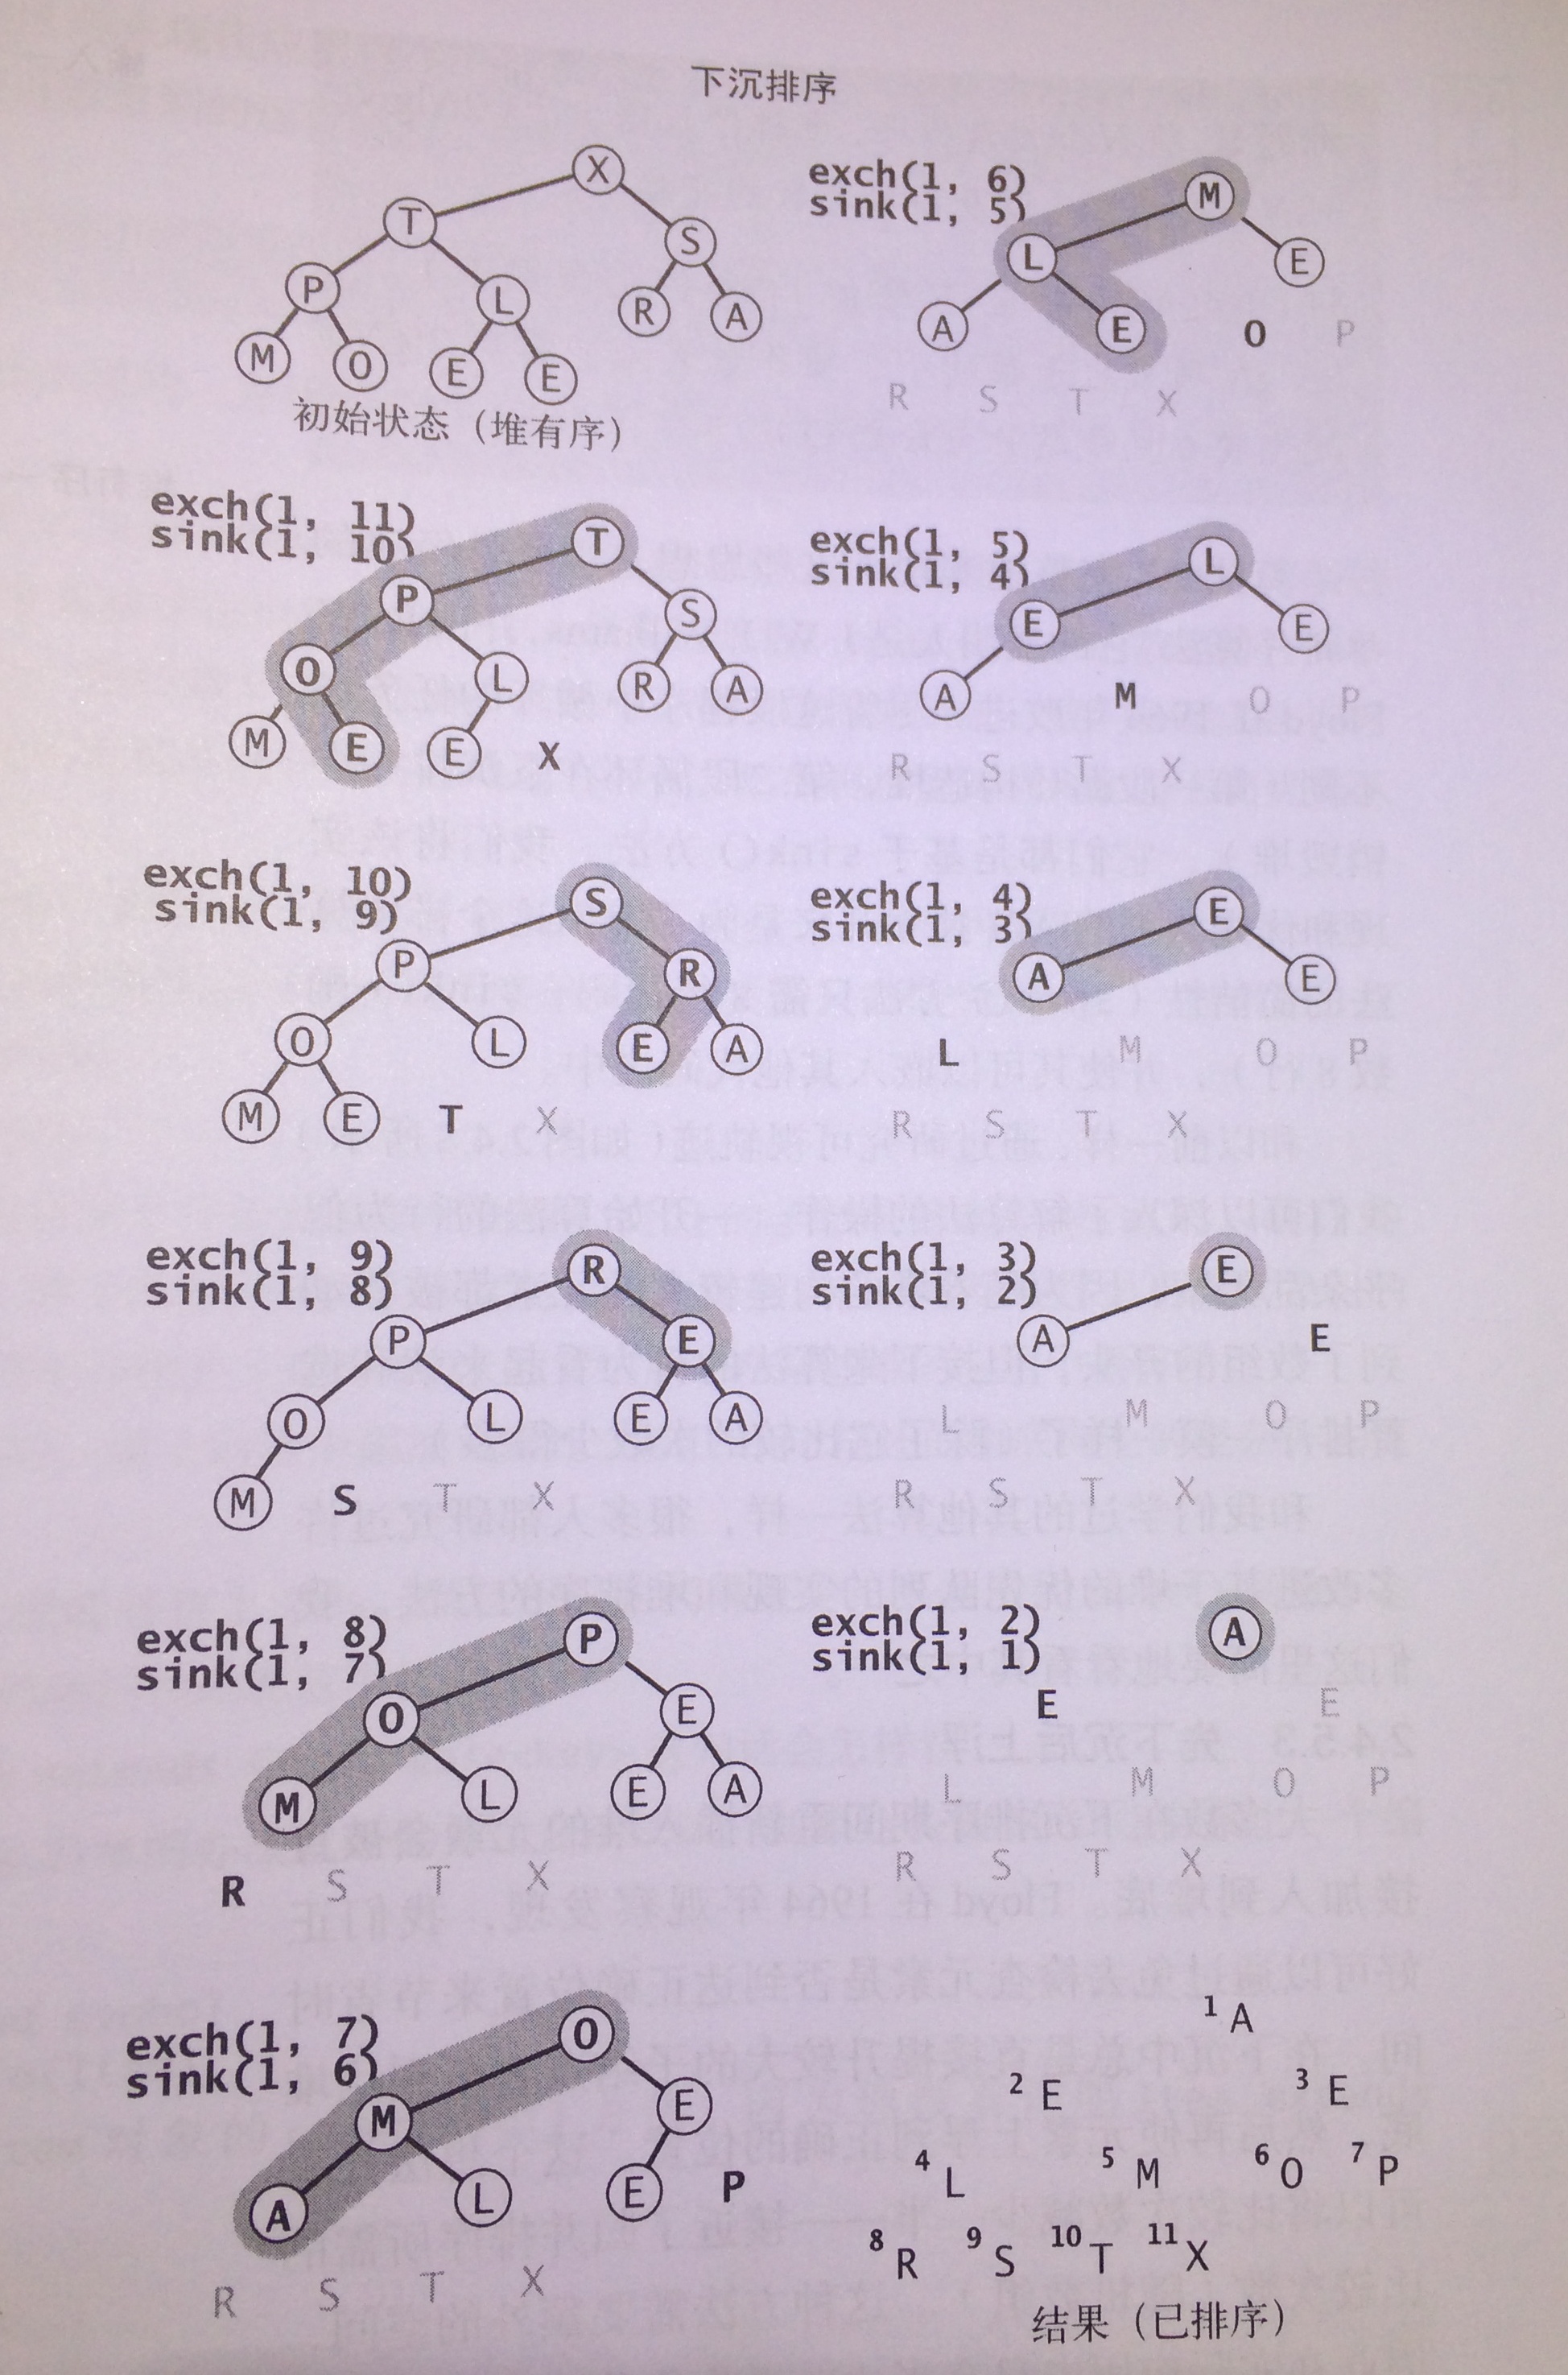 下沉排序
X
T
S
P L R A
M O E E
初始状态（堆有序）
exch(1, 11)
sink(1, 10)
T
P
S
O L R A
M E E X
exch(1, 10)
sink(1, 9)
S
P R
O L E A
M E T X
exch(1, 9)
sink(1, 8)
R
P E
O L E A
M S T X
exch(1, 8)
sink(1, 7)
P
O E
M L E A
R S T X
exch(1, 7)
sink(1, 6)
O
M E
A L E P
R S T X
exch(1, 6)
sink(1, 5)
M
L E
A E O P
R S T X
exch(1, 5)
sink(1, 4)
L
E E
A M O P
R S T X
exch(1, 4)
sink(1, 3)
E
A E
L M O P
R S T X
exch(1, 3)
sink(1, 2)
E
A E
L M O P
R S T X
exch(1, 2)
sink(1, 1)
A
E E
L M O P
R S T X
1 A
2 E 3 E
4 L 5 M 6 O 7 P
8 R 9 S 10 T 11 X
结果（已排序）